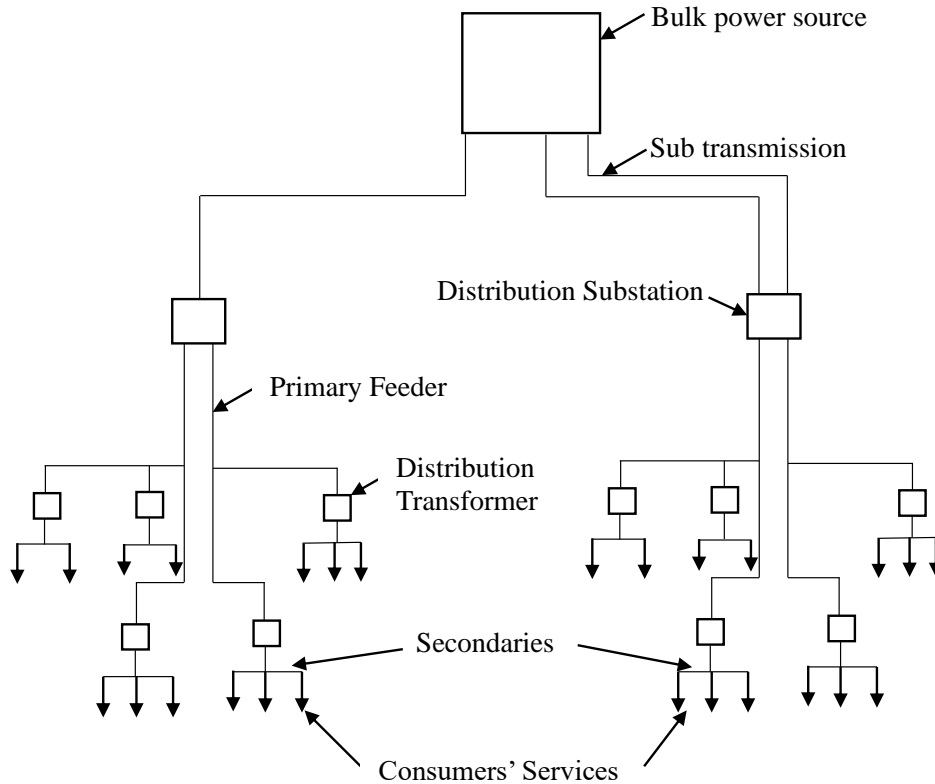 Bulk power source
Sub transmission
Distribution Substation
Primary Feeder
Distribution
Transformer
Secondaries
Consumers’ Services